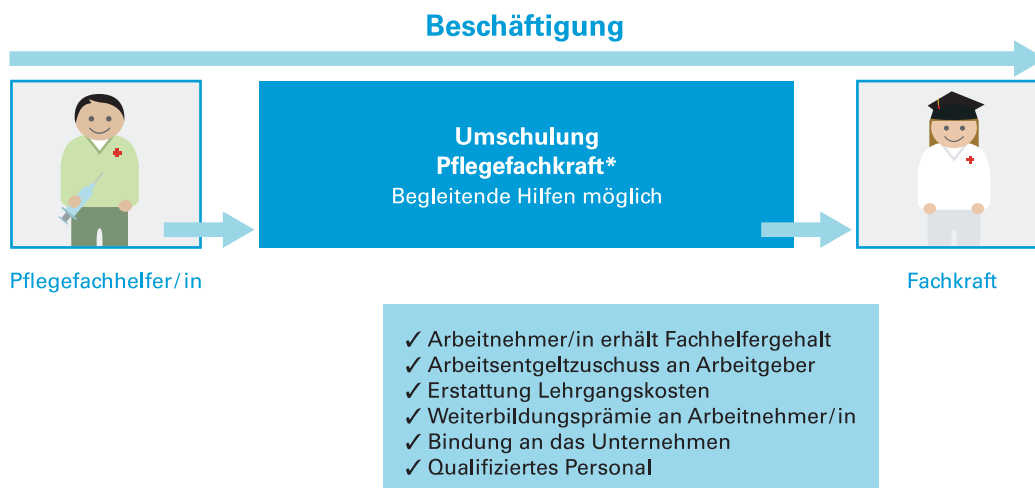 Beschäftigung
Umschulung
Pflegefachkraft*
Begleitende Hilfen möglich
Pflegefachhelfer/in
Fachkraft
✓ Arbeitnehmer/in erhält Fachhelfergehalt
✓ Arbeitsentgeltzuschuss an Arbeitgeber
✓ Erstattung Lehrgangskosten
✓ Weiterbildungsprämie an Arbeitnehmer/in
✓ Bindung an das Unternehmen
✓ Qualifiziertes Personal